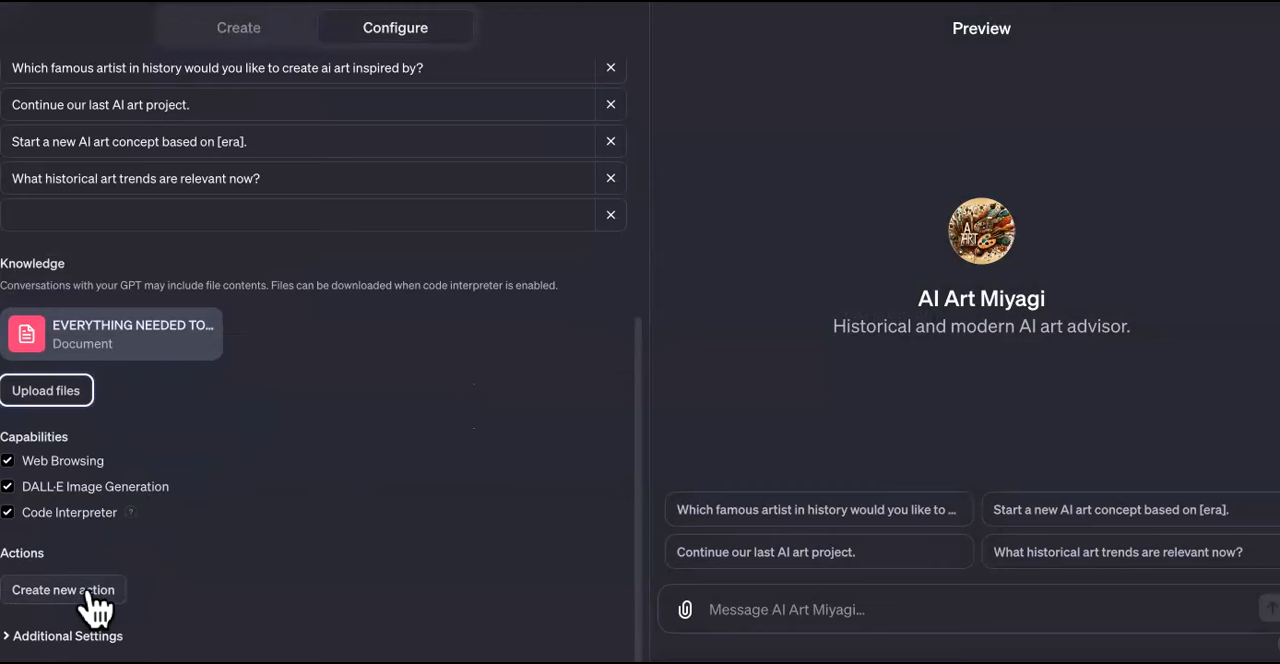 Create
Configure
Which famous artist in history would you like to create ai art inspired by?
Continue our last AI art project.
Start a new AI art concept based on [era].
What historical art trends are relevant now?
Knowledge
Conversations with your GPT may include file contents. Files can be downloaded when code interpreter is enabled.
EVERYTHING NEEDED TO...
Document
Upload files
Capabilities
Web Browsing
DALL·E Image Generation
Code Interpreter ?
Actions
Create new action
Additional Settings
Preview
AI ART
AI Art Miyagi
Historical and modern AI art advisor.
Which famous artist in history would you like to ...
Start a new AI art concept based on [era].
Continue our last AI art project.
What historical art trends are relevant now?
Message AI Art Miyagi...